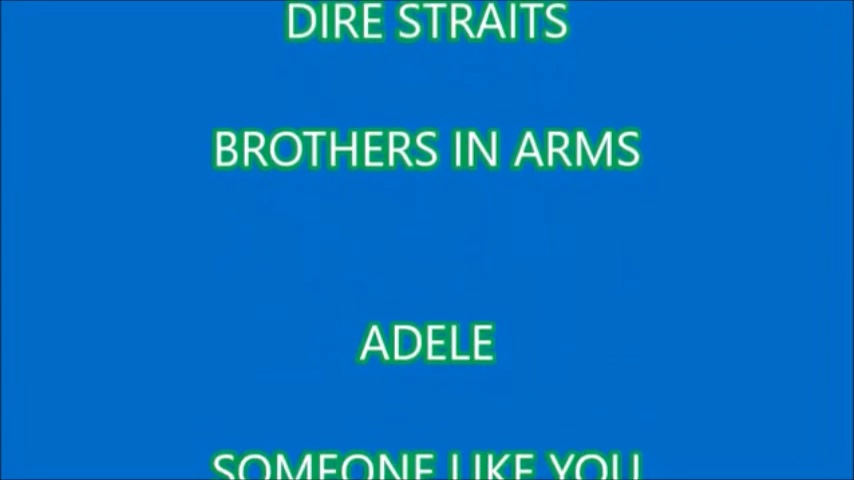 DIRE STRAITS
BROTHERS IN ARMS
ADELE
SOMEONE LIKE YOU